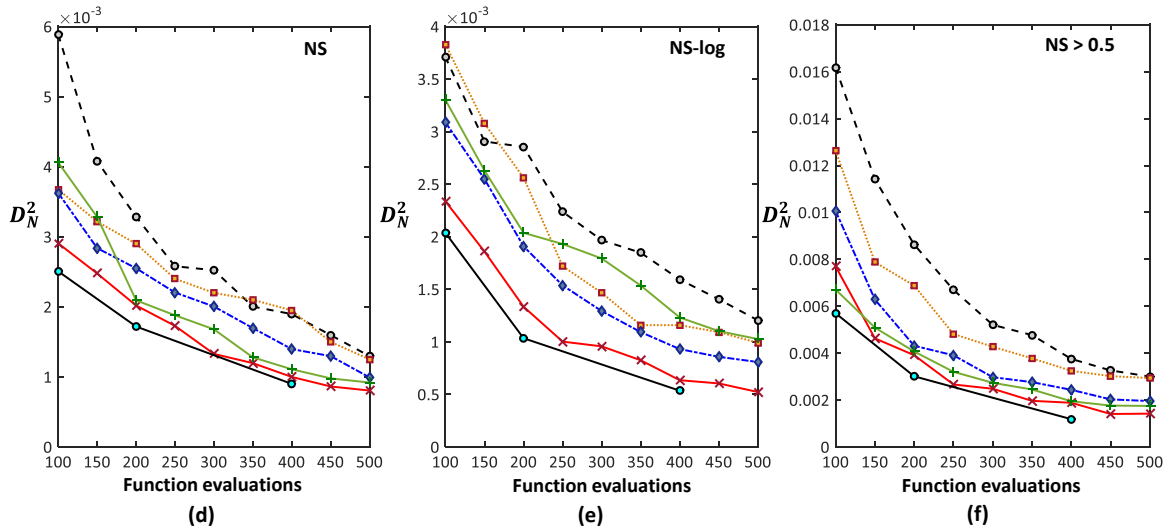 ×10⁻³
6
5
4
3
2
1
0
D²_N
NS
100 150 200 250 300 350 400 450 500
Function evaluations
(d)
×10⁻³
4
3.5
3
2.5
2
1.5
1
0.5
0
D²_N
NS-log
100 150 200 250 300 350 400 450 500
Function evaluations
(e)
0.018
0.016
0.014
0.012
0.01
0.008
0.006
0.004
0.002
0
D²_N
NS > 0.5
100 150 200 250 300 350 400 450 500
Function evaluations
(f)